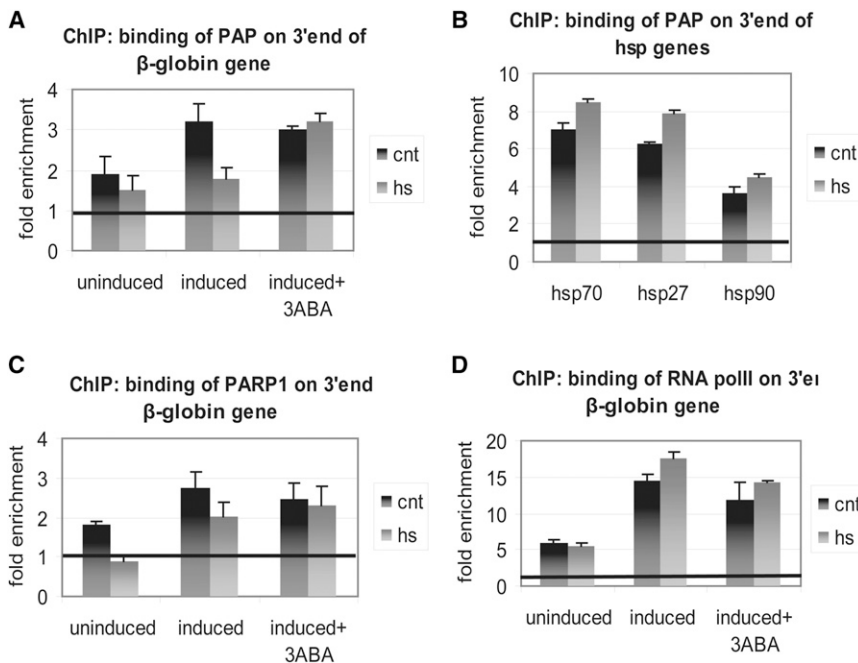 A
ChIP: binding of PAP on 3'end of
β-globin gene
fold enrichment
4
3
2
1
0
uninduced
induced
induced+
3ABA
cnt
hs
B
ChIP: binding of PAP on 3'end of
hsp genes
fold enrichment
10
8
6
4
2
0
hsp70
hsp27
hsp90
cnt
hs
C
ChIP: binding of PARP1 on 3'end
β-globin gene
fold enrichment
4
3
2
1
0
uninduced
induced
induced+
3ABA
cnt
hs
D
ChIP: binding of RNA polII on
β-globin gene
fold enrichment
20
15
10
5
0
uninduced
induced
induced+
3ABA
cnt
hs